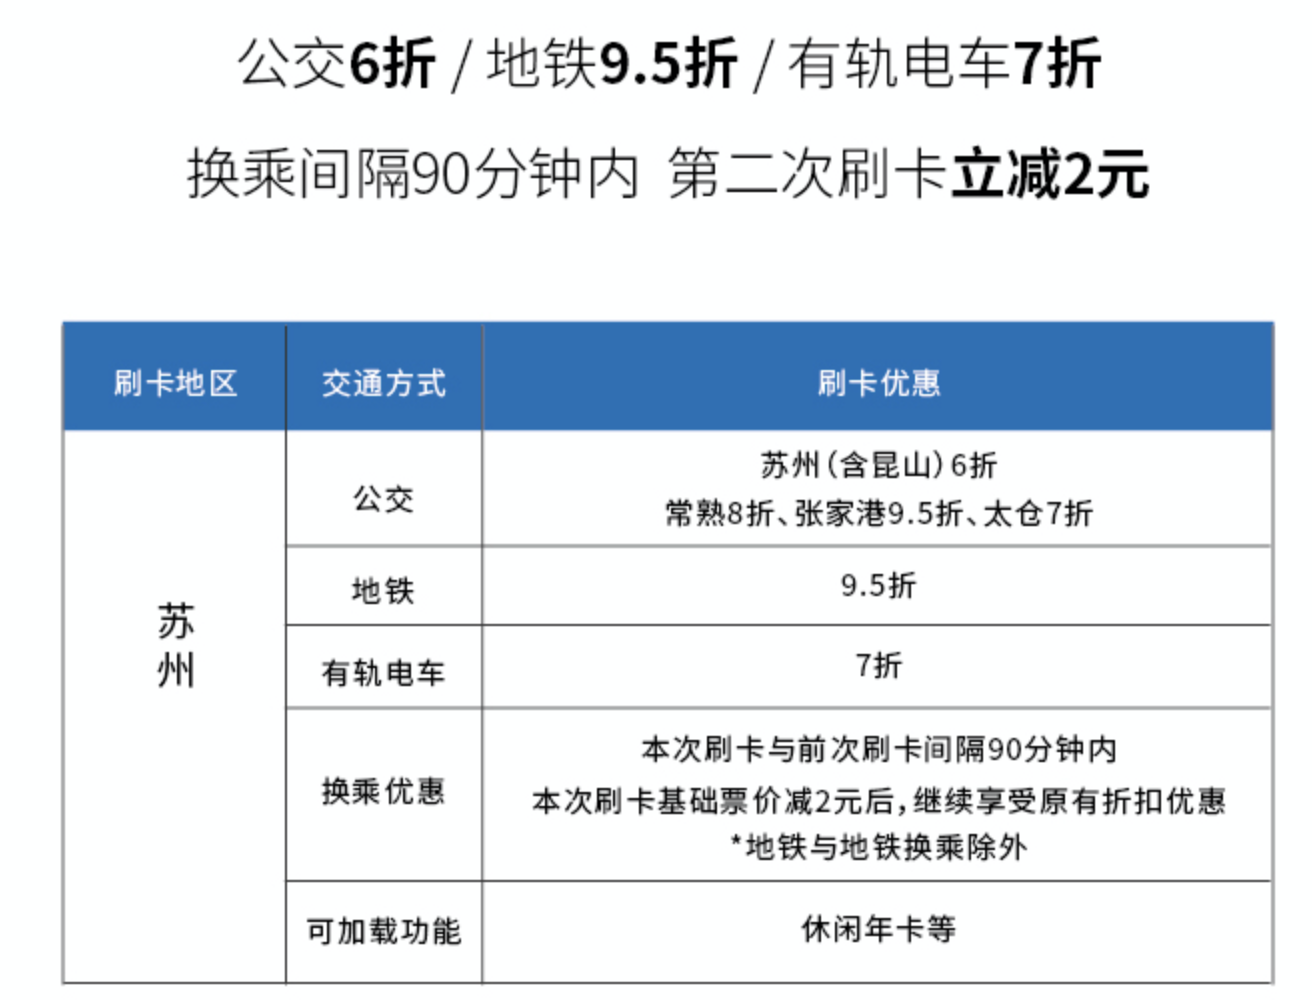 公交6折 / 地铁9.5折 / 有轨电车7折
换乘间隔90分钟内 第二次刷卡立减2元
刷卡地区 交通方式 刷卡优惠
苏州
公交
苏州（含昆山）6折
常熟8折、张家港9.5折、太仓7折
地铁 9.5折
有轨电车 7折
换乘优惠
本次刷卡与前次刷卡间隔90分钟内
本次刷卡基础票价减2元后，继续享受原有折扣优惠
*地铁与地铁换乘除外
可加载功能 休闲年卡等